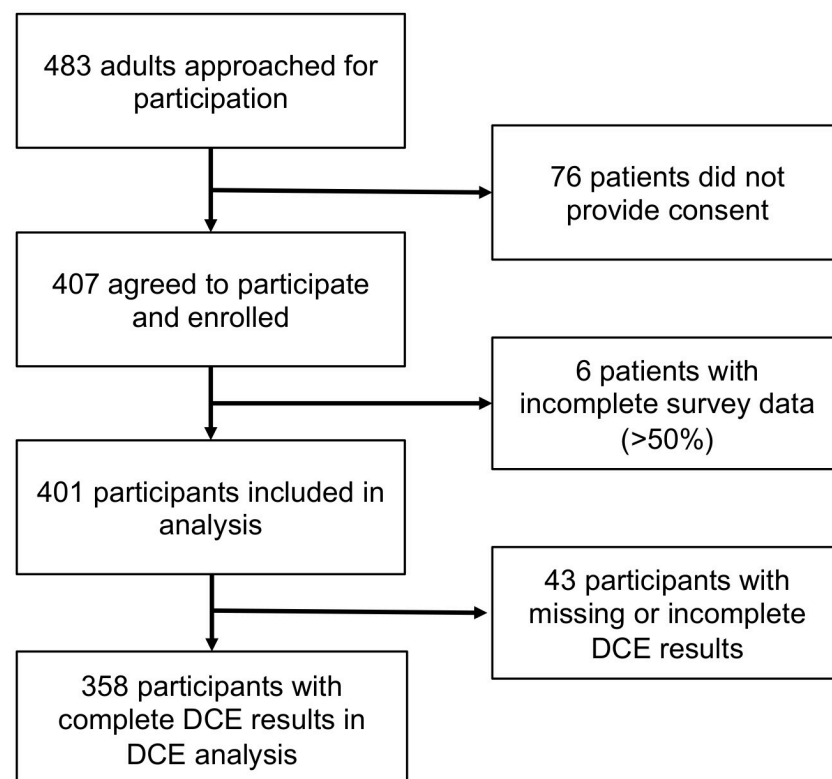 483 adults approached for
participation
76 patients did not
provide consent
407 agreed to participate
and enrolled
6 patients with
incomplete survey data
(>50%)
401 participants included in
analysis
43 participants with
missing or incomplete
DCE results
358 participants with
complete DCE results in
DCE analysis